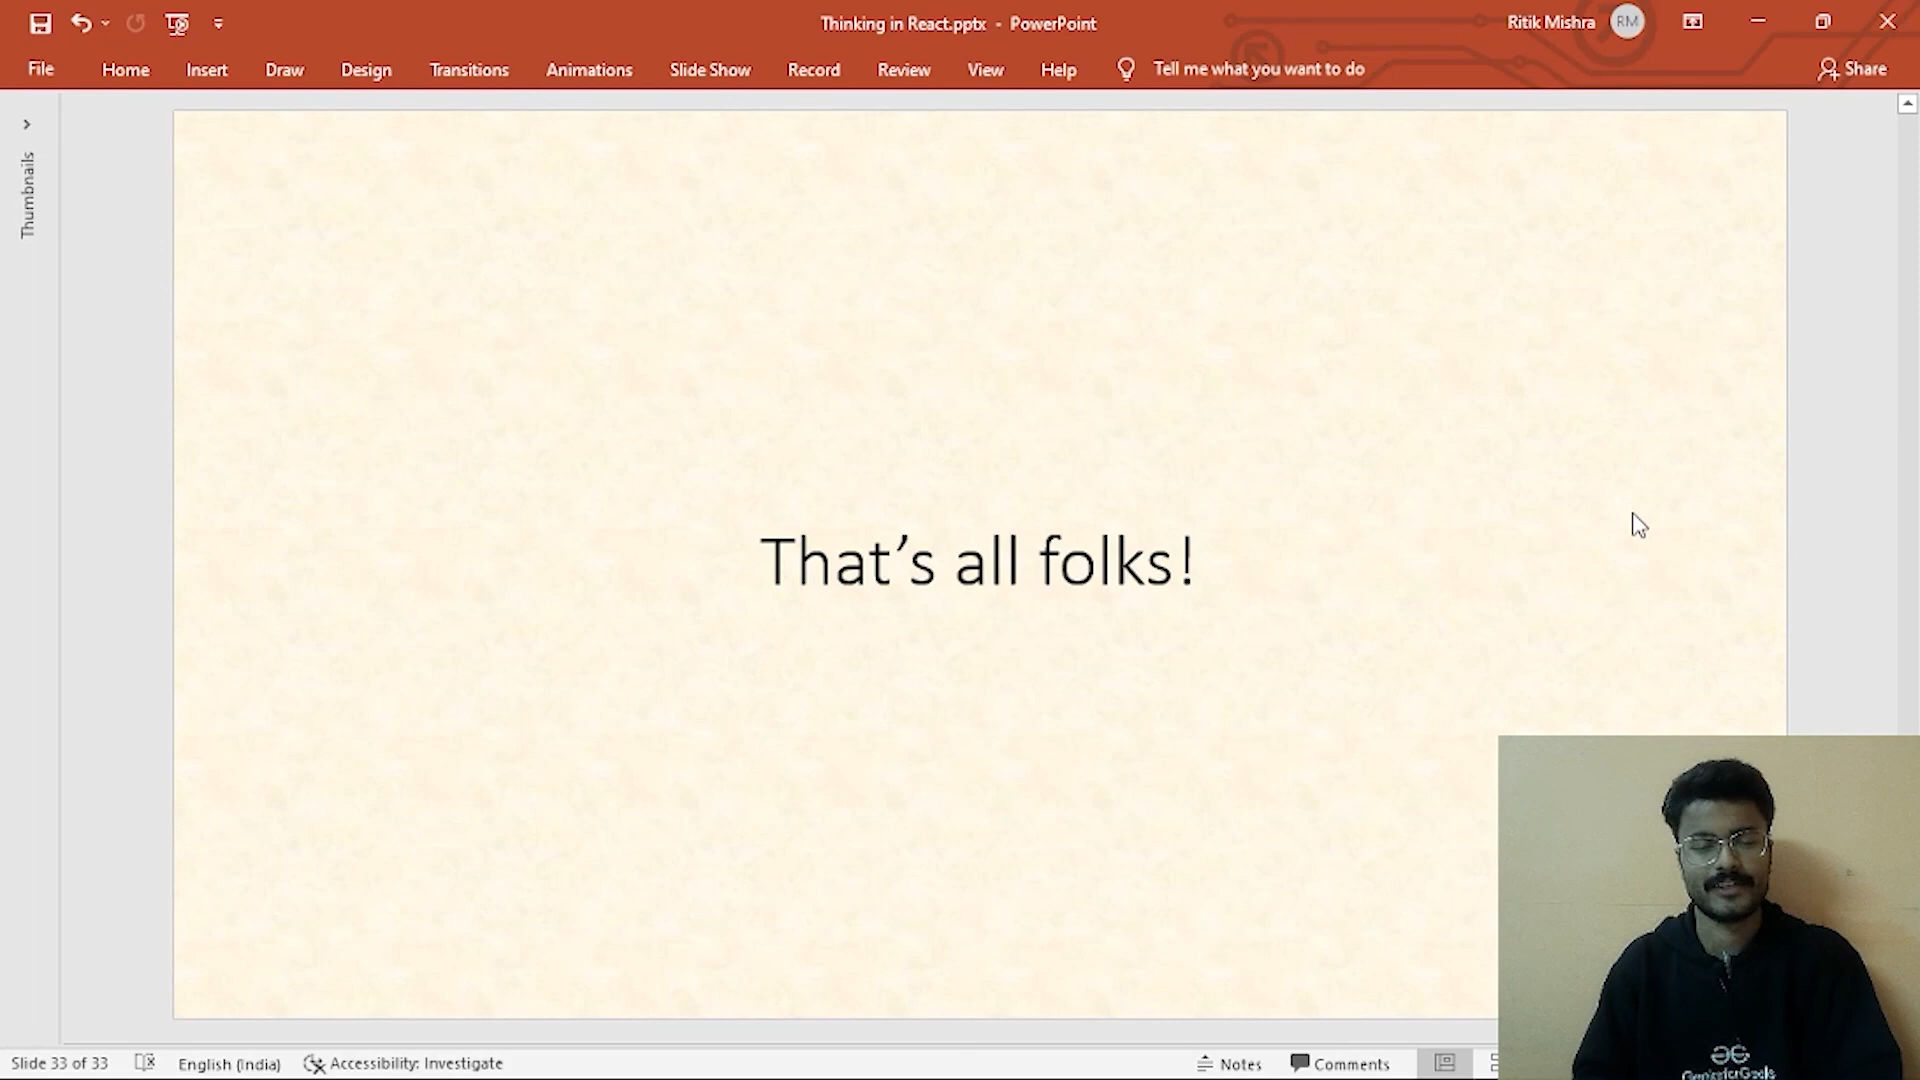 Thinking in React.pptx - PowerPoint
Ritik Mishra RM
File Home Insert Draw Design Transitions Animations Slide Show Record Review View Help Tell me what you want to do Share
Thumbnails
That's all folks!
Slide 33 of 33 English (India) Accessibility: Investigate Notes Comments